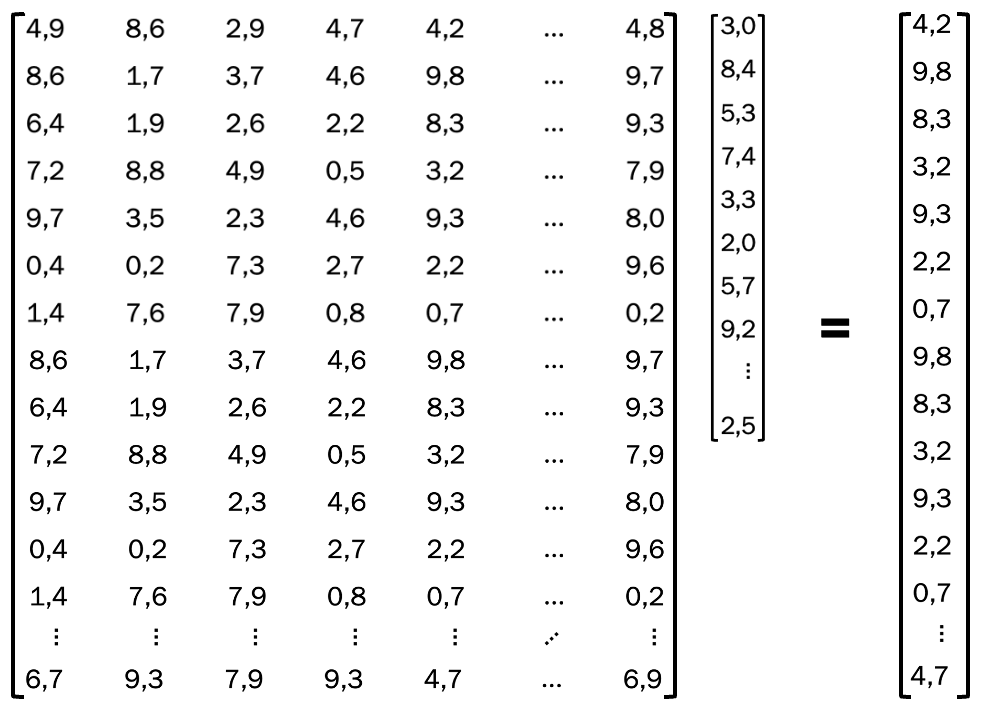 4,9 8,6 2,9 4,7 4,2 ... 4,8 3,0 4,2
8,6 1,7 3,7 4,6 9,8 ... 9,7 8,4 9,8
6,4 1,9 2,6 2,2 8,3 ... 9,3 5,3 8,3
7,2 8,8 4,9 0,5 3,2 ... 7,9 7,4 3,2
9,7 3,5 2,3 4,6 9,3 ... 8,0 3,3 9,3
0,4 0,2 7,3 2,7 2,2 ... 9,6 2,0 2,2
1,4 7,6 7,9 0,8 0,7 ... 0,2 5,7 = 0,7
8,6 1,7 3,7 4,6 9,8 ... 9,7 9,2 9,8
6,4 1,9 2,6 2,2 8,3 ... 9,3 ⋮ 8,3
7,2 8,8 4,9 0,5 3,2 ... 7,9 2,5 3,2
9,7 3,5 2,3 4,6 9,3 ... 8,0 9,3
0,4 0,2 7,3 2,7 2,2 ... 9,6 2,2
1,4 7,6 7,9 0,8 0,7 ... 0,2 0,7
⋮ ⋮ ⋮ ⋮ ⋮ ⋰ ⋮ ⋮
6,7 9,3 7,9 9,3 4,7 ... 6,9 4,7